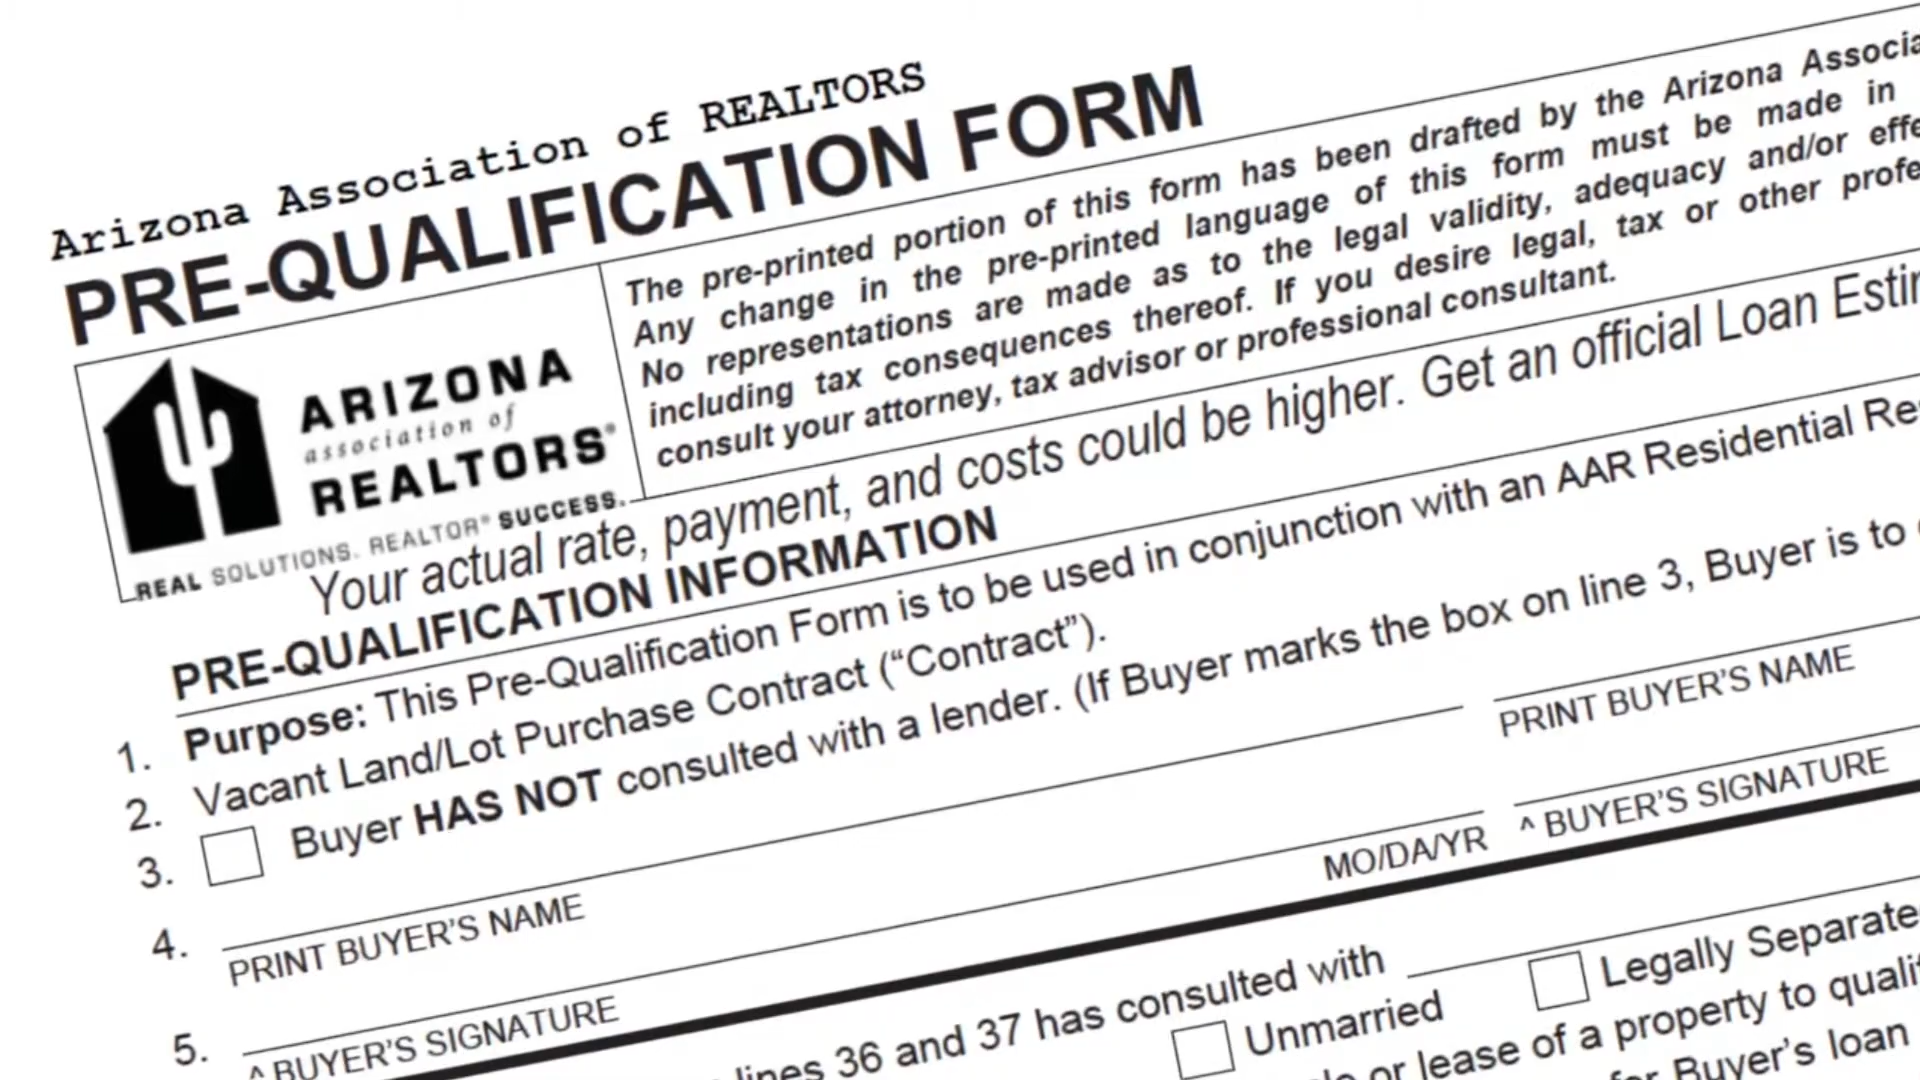 Arizona Association of REALTORS
PRE-QUALIFICATION FORM
ARIZONA
association of
REALTORS®
REAL SOLUTIONS. REALTOR® SUCCESS.
The pre-printed portion of this form has been drafted by the Arizona
Any change in the pre-printed language of this form must be made in
No representations are made as to the legal validity, adequacy and/or
including tax consequences thereof. If you desire legal, tax or other
consult your attorney, tax advisor or professional consultant.
Your actual rate, payment, and costs could be higher. Get an official Loan
PRE-QUALIFICATION INFORMATION
1. Purpose: This Pre-Qualification Form is to be used in conjunction with an AAR Residential
2. Vacant Land/Lot Purchase Contract (“Contract”).
3. Buyer HAS NOT consulted with a lender. (If Buyer marks the box on line 3, Buyer is to
4.
PRINT BUYER’S NAME PRINT BUYER’S NAME
5.
^ BUYER’S SIGNATURE MO/DA/YR ^ BUYER’S SIGNATURE
lines 36 and 37 has consulted with
Unmarried Legally
or lease of a property to
Buyer’s loan